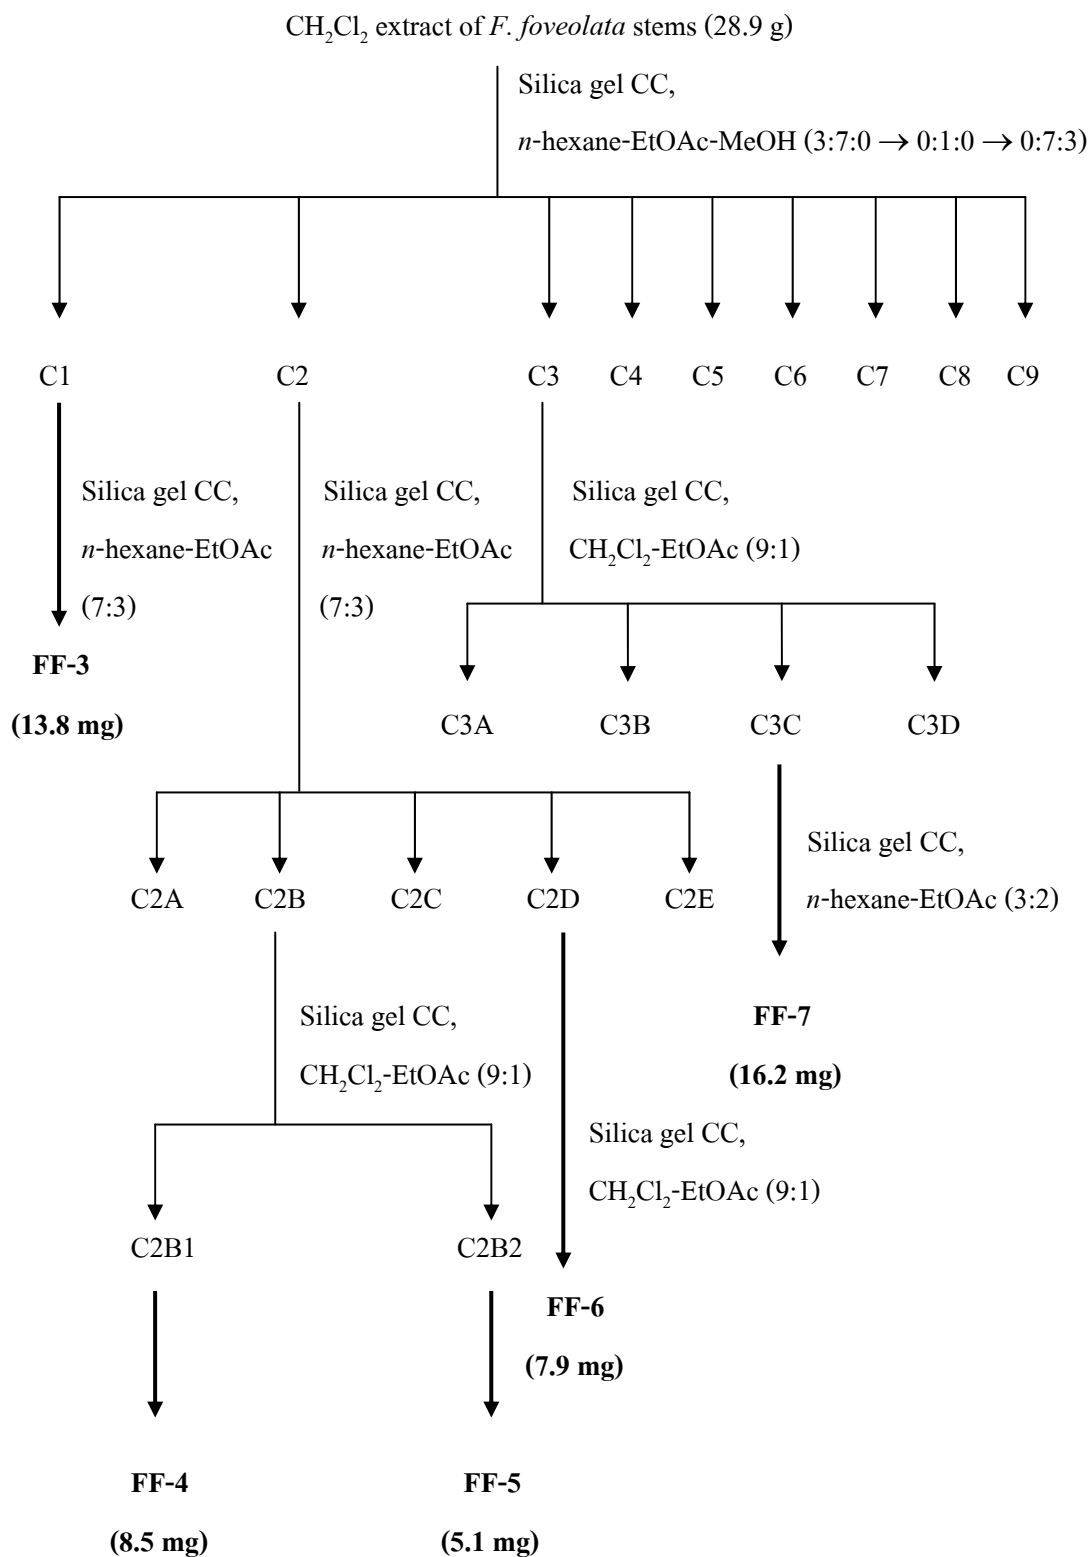 CH₂Cl₂ extract of F. foveolata stems (28.9 g)
Silica gel CC,
n-hexane-EtOAc-MeOH (3:7:0 → 0:1:0 → 0:7:3)
C1 C2 C3 C4 C5 C6 C7 C8 C9
Silica gel CC,
n-hexane-EtOAc
(7:3)
Silica gel CC,
n-hexane-EtOAc
(7:3)
Silica gel CC,
CH₂Cl₂-EtOAc (9:1)
FF-3
(13.8 mg)
C3A C3B C3C C3D
Silica gel CC,
n-hexane-EtOAc (3:2)
C2A C2B C2C C2D C2E
Silica gel CC,
CH₂Cl₂-EtOAc (9:1)
FF-7
(16.2 mg)
Silica gel CC,
CH₂Cl₂-EtOAc (9:1)
C2B1 C2B2
FF-6
(7.9 mg)
FF-4
(8.5 mg)
FF-5
(5.1 mg)